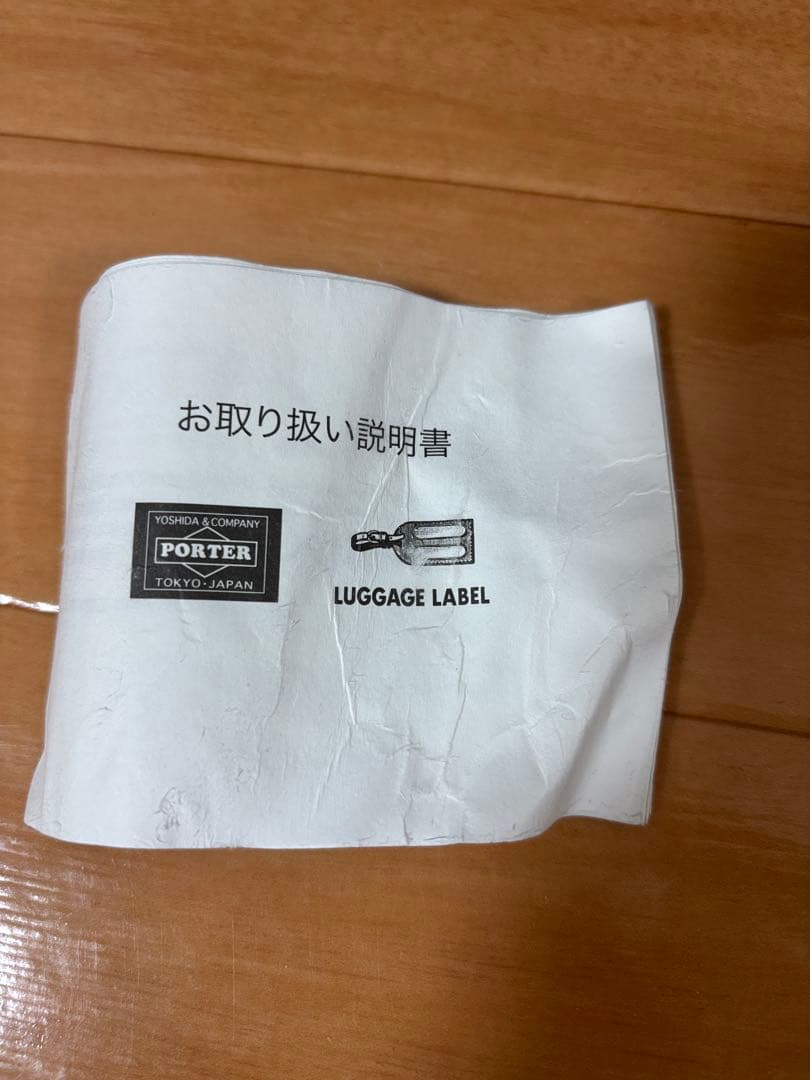 お取り扱い説明書
YOSHIDA & COMPANY
PORTER
TOKYO・JAPAN
LUGGAGE LABEL